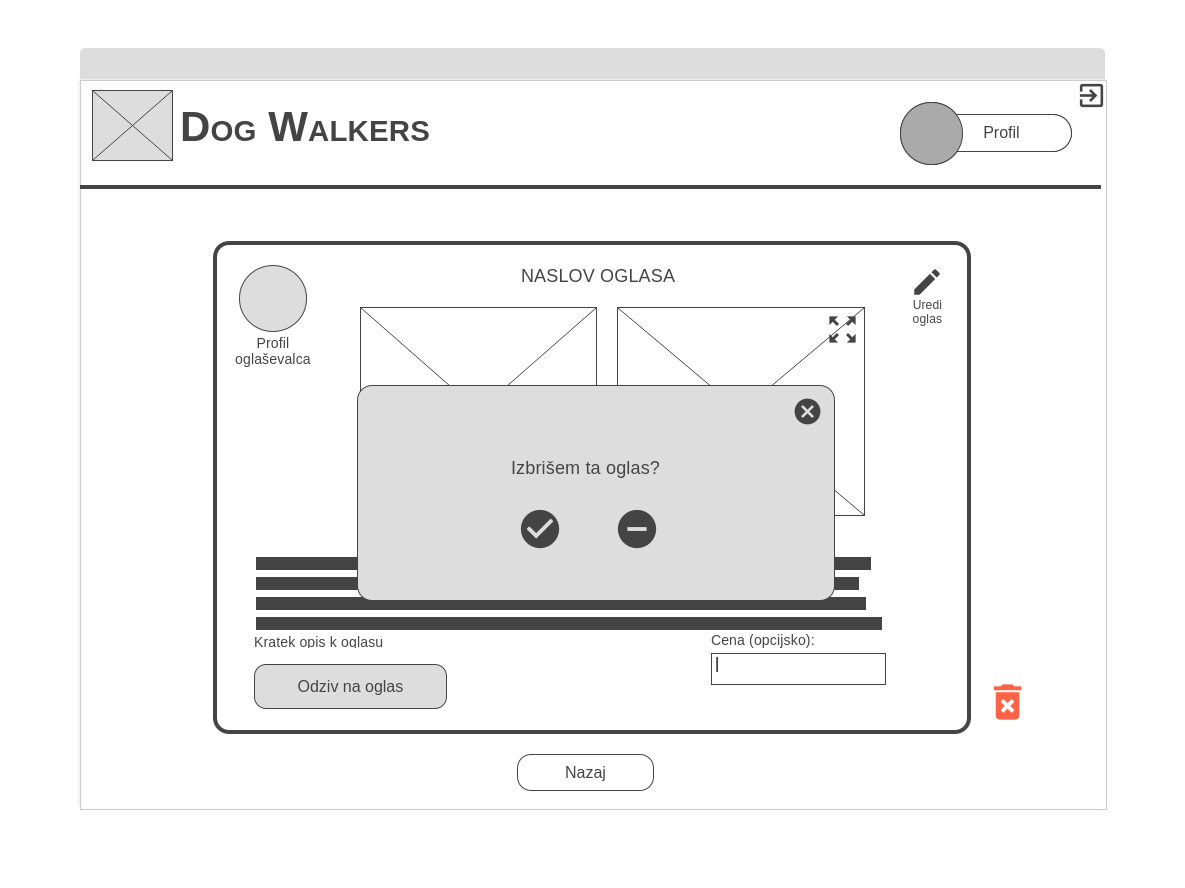 Dog Walkers
Profil
NASLOV OGLASA
Uredi
oglas
Profil
oglaševalca
Izbrišem ta oglas?
Kratek opis k oglasu
Cena (opcijsko):
Odziv na oglas
Nazaj